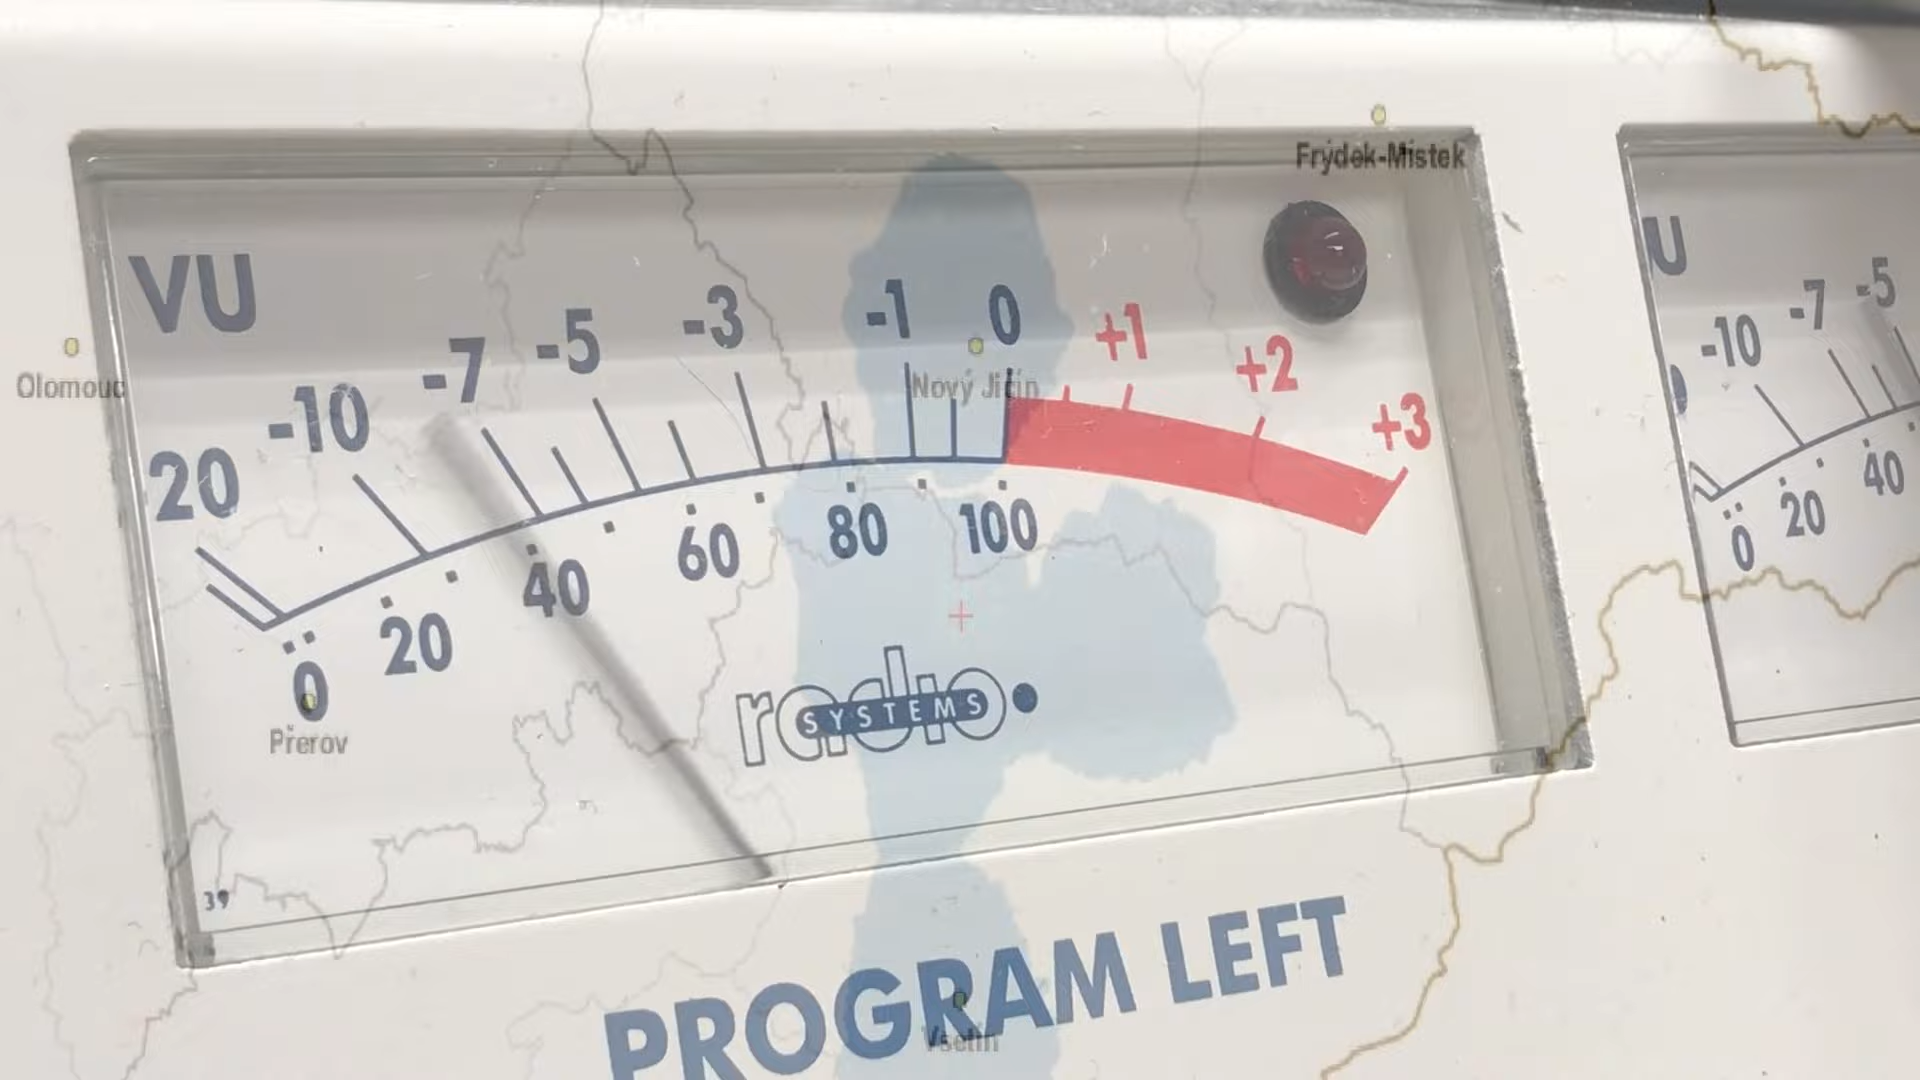 Frýdek-Místek
VU
20
-10
-7
-5
-3
-1
0
+1
+2
+3
Olomouc
Nový Jičín
0
20
40
60
80
100
Přerov
radio
SYSTEMS
39
PROGRAM LEFT
Vsetín
U
-10
-7
-5
0
20
40